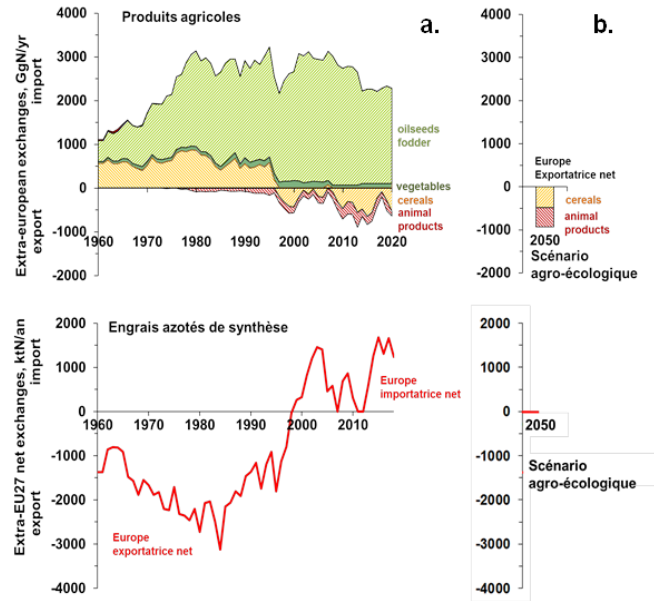 Produits agricoles
a.
b.
Extra-european exchanges, GgN/yr
export import
4000
3000
2000
1000
0
-1000
-2000
1960
1970
1980
1990
2000
2010
2020
oilseeds
fodder
vegetables
cereals
animal
products
4000
3000
2000
1000
0
-1000
-2000
Europe
Exportatrice net
cereals
animal
products
2050
Scénario
agro-écologique
Engrais azotés de synthèse
Extra-EU27 net exchanges, ktN/an
export import
2000
1000
0
-1000
-2000
-3000
-4000
1960
1970
1980
1990
2000
2010
Europe
importatrice net
Europe
exportatrice net
2000
1000
0
-1000
-2000
-3000
-4000
2050
Scénario
agro-écologique